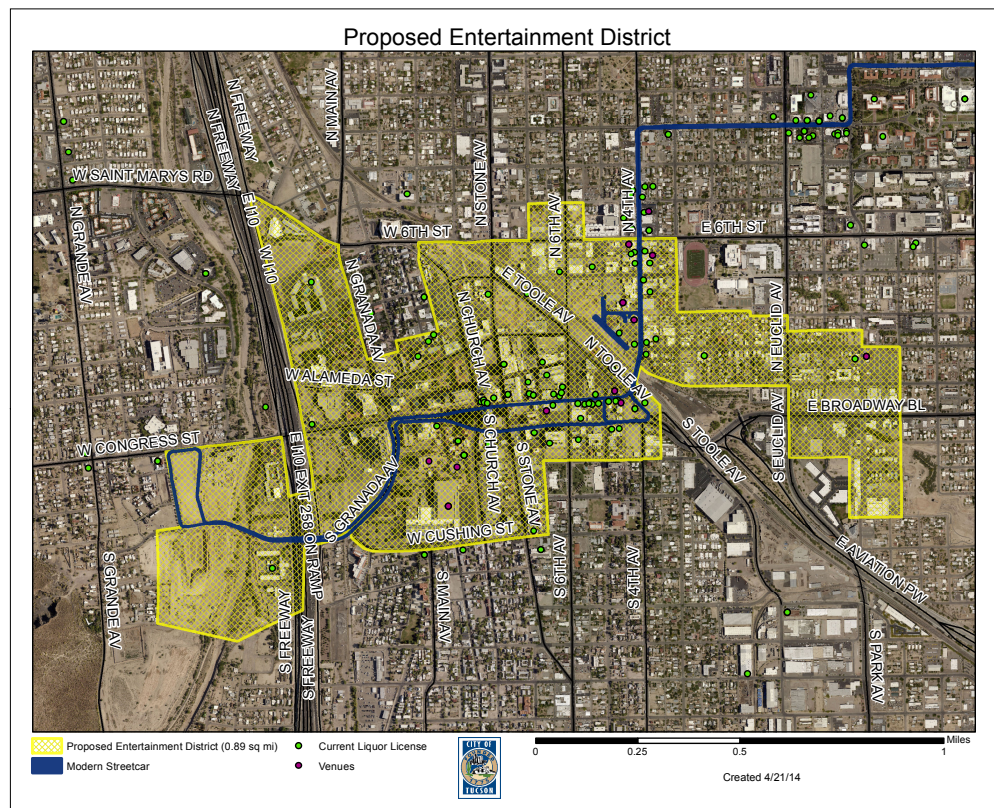 Proposed Entertainment District
N FREEWAY
N FREEWAY
N MAIN AV
W SAINT MARYS RD
E I10
W I10
N GRANDE AV
W 6TH ST
N STONE AV
N 6TH AV
N 4TH AV
E 6TH ST
N GRANADA AV
E TOOLE AV
N CHURCH AV
N TOOLE AV
N EUCLID AV
W ALAMEDA ST
E BROADWAY BL
W CONGRESS ST
S EUCLID AV
S CHURCH AV
S STONE AV
S TOOLE AV
E I10 EXIT 258 ON RAMP
S GRANADA AV
W CUSHING ST
S GRANDE AV
S FREEWAY
S FREEWAY
S MAIN AV
S 6TH AV
S 4TH AV
E AVIATION PW
S PARK AV
Proposed Entertainment District (0.89 sq mi)
Current Liquor License
Modern Streetcar
Venues
CITY OF
TUCSON
Miles
0
0.25
0.5
1
Created 4/21/14